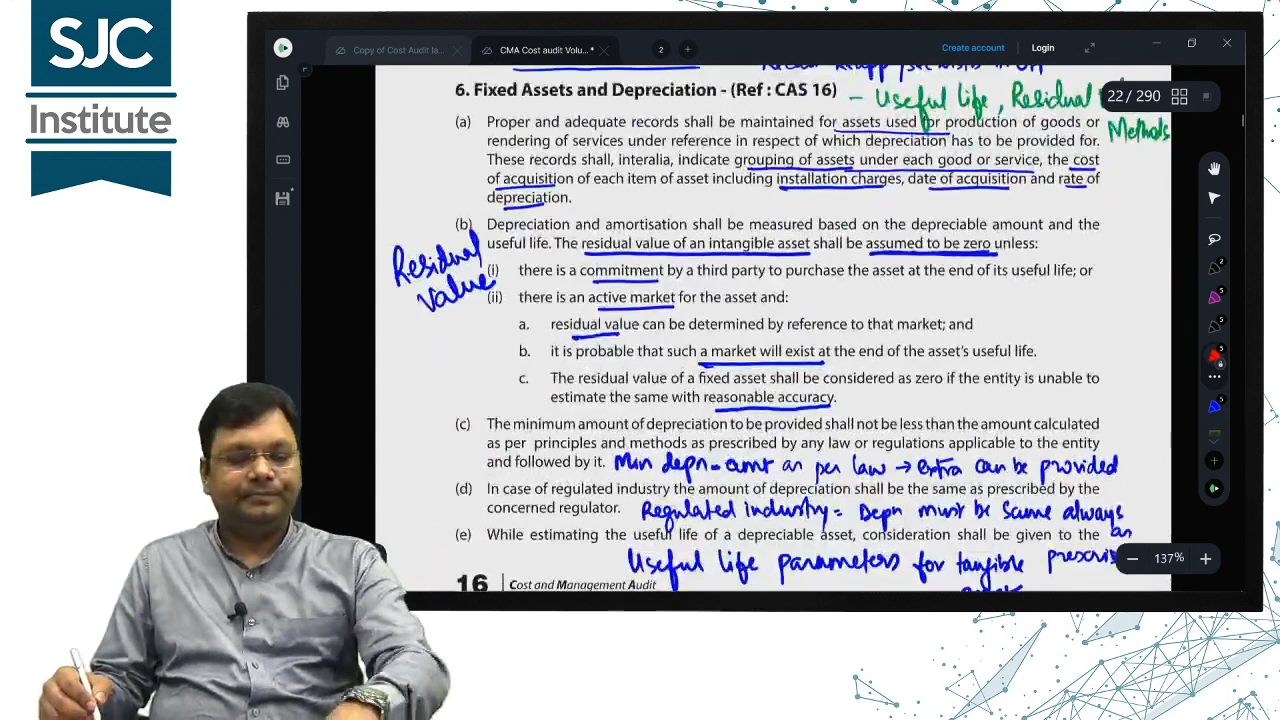 SJC
Institute
Copy of Cost Audit la...
CMA Cost audit Volu...*
2
Create account
Login
22 / 290
6. Fixed Assets and Depreciation - (Ref : CAS 16) - Useful life, Residual
Methods
(a) Proper and adequate records shall be maintained for assets used for production of goods or
rendering of services under reference in respect of which depreciation has to be provided for.
These records shall, interalia, indicate grouping of assets under each good or service, the cost
of acquisition of each item of asset including installation charges, date of acquisition and rate of
depreciation.
(b) Depreciation and amortisation shall be measured based on the depreciable amount and the
useful life. The residual value of an intangible asset shall be assumed to be zero unless:
Residual
Value
(i) there is a commitment by a third party to purchase the asset at the end of its useful life; or
(ii) there is an active market for the asset and:
a. residual value can be determined by reference to that market; and
b. it is probable that such a market will exist at the end of the asset's useful life.
c. The residual value of a fixed asset shall be considered as zero if the entity is unable to
estimate the same with reasonable accuracy.
(c) The minimum amount of depreciation to be provided shall not be less than the amount calculated
as per principles and methods as prescribed by any law or regulations applicable to the entity
and followed by it. Min depn = amt as per law → extra can be provided
(d) In case of regulated industry the amount of depreciation shall be the same as prescribed by the
concerned regulator. Regulated industry = Depn must be same always
as
(e) While estimating the useful life of a depreciable asset, consideration shall be given to the
Useful life parameters for tangible
16 | Cost and Management Audit
137%